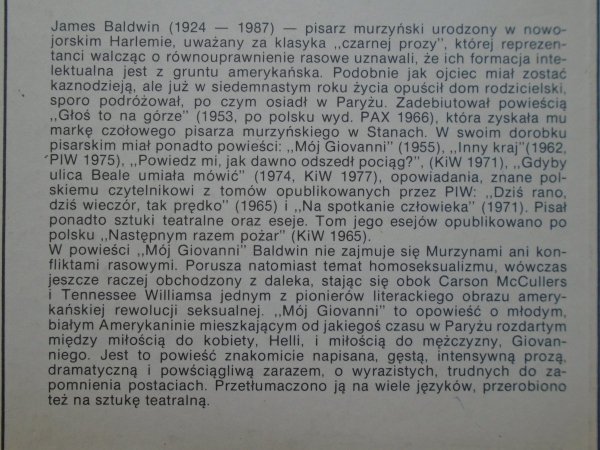 James Baldwin (1924 — 1987) — pisarz murzyński urodzony w nowo-
jorskim Harlemie, uważany za klasyka ,,czarnej prozy", której reprezen-
tanci walcząc o równouprawnienie rasowe uznawali, że ich formacja inte-
lektualna jest z gruntu amerykańska. Podobnie jak ojciec miał zostać
kaznodzieją, ale już w siedemnastym roku życia opuścił dom rodzicielski,
sporo podróżował, po czym osiadł w Paryżu. Zadebiutował powieścią
,,Głoś to na górze" (1953, po polsku wyd. PAX 1966), która zyskała mu
markę czołowego pisarza murzyńskiego w Stanach. W swoim dorobku
pisarskim miał ponadto powieści: ,,Mój Giovanni" (1955), ,,Inny kraj"(1962,
PIW 1975), ,,Powiedz mi, jak dawno odszedł pociąg?", (KiW 1971), ,,Gdyby
ulica Beale umiała mówić" (1974, KiW 1977), opowiadania, znane pol-
skiemu czytelnikowi z tomów opublikowanych przez PIW: ,,Dziś rano,
dziś wieczór, tak prędko" (1965) i ,,Na spotkanie człowieka" (1971). Pisał
ponadto sztuki teatralne oraz eseje. Tom jego esejów opublikowano po
polsku ,,Następnym razem pożar" (KiW 1965).
W powieści ,,Mój Giovanni" Baldwin nie zajmuje się Murzynami ani kon-
fliktami rasowymi. Porusza natomiast temat homoseksualizmu, wówczas
jeszcze raczej obchodzony z daleka, stając się obok Carson McCullers
i Tennessee Williamsa jednym z pionierów literackiego obrazu amery-
kańskiej rewolucji seksualnej. ,,Mój Giovanni" to opowieść o młodym,
białym Amerykaninie mieszkającym od jakiegoś czasu w Paryżu rozdartym
między miłością do kobiety, Helli, i miłością do mężczyzny, Giovan-
niego. Jest to powieść znakomicie napisana, gęstą, intensywną prozą,
dramatyczną i powściągliwą zarazem, o wyrazistych, trudnych do za-
pomnienia postaciach. Przetłumaczono ją na wiele języków, przerobiono
też na sztukę teatralną.